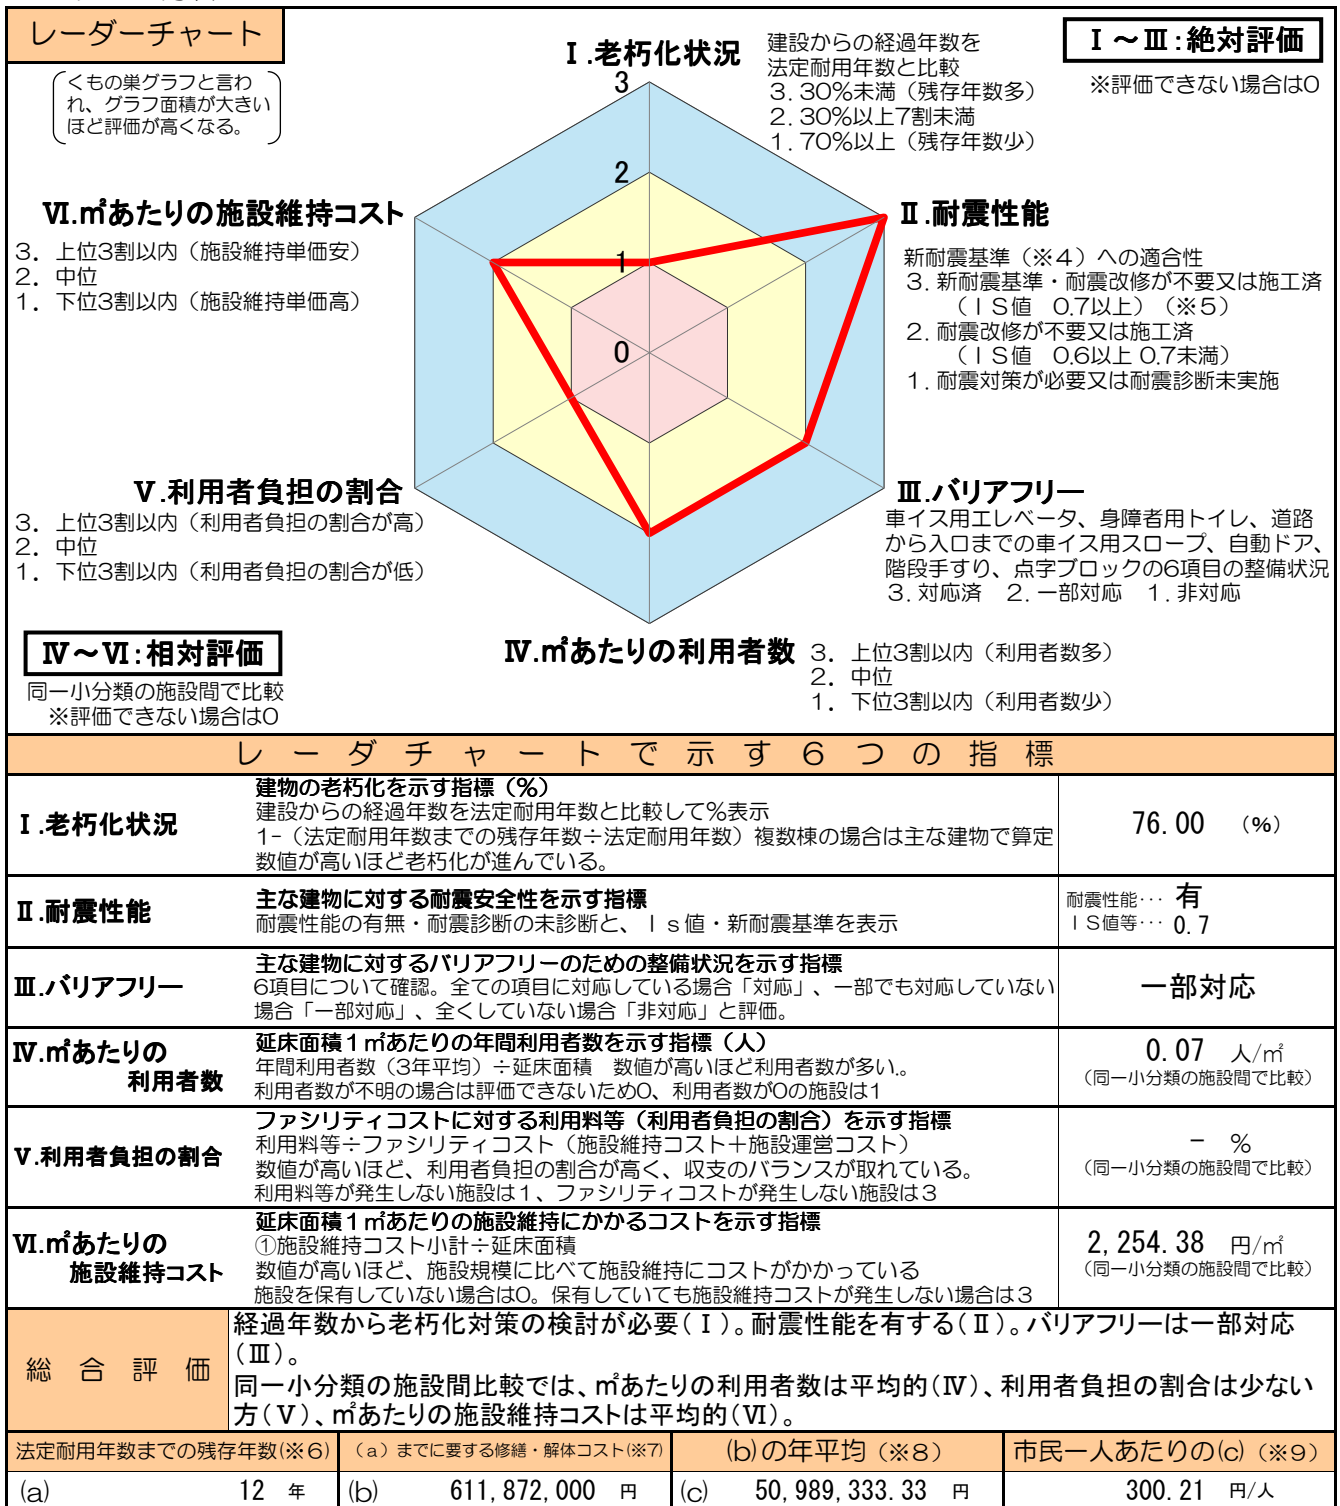 レーダーチャート
くもの巣グラフと言わ
れ、グラフ面積が大きい
ほど評価が高くなる。
Ⅰ.老朽化状況
建設からの経過年数を
法定耐用年数と比較
3.30%未満（残存年数多）
2.30%以上7割未満
1.70%以上（残存年数少）
Ⅰ～Ⅲ:絶対評価
※評価できない場合は0
3
2
1
0
Ⅵ.㎡あたりの施設維持コスト
3. 上位3割以内（施設維持単価安）
2. 中位
1. 下位3割以内（施設維持単価高）
Ⅱ.耐震性能
新耐震基準（※4）への適合性
3.新耐震基準・耐震改修が不要又は施工済
（ＩＳ値 0.7以上）（※5）
2.耐震改修が不要又は施工済
（ＩＳ値 0.6以上 0.7未満）
1.耐震対策が必要又は耐震診断未実施
Ⅴ.利用者負担の割合
3. 上位3割以内（利用者負担の割合が高）
2. 中位
1. 下位3割以内（利用者負担の割合が低）
Ⅲ.バリアフリー
車イス用エレベータ、身障者用トイレ、道路
から入口までの車イス用スロープ、自動ドア、
階段手すり、点字ブロックの6項目の整備状況
3.対応済 2.一部対応 1.非対応
Ⅳ～Ⅵ:相対評価
同一小分類の施設間で比較
※評価できない場合は0
Ⅳ.㎡あたりの利用者数
3. 上位3割以内（利用者数多）
2. 中位
1. 下位3割以内（利用者数少）
レーダチャートで示す６つの指標
Ⅰ.老朽化状況
建物の老朽化を示す指標（％）
建設からの経過年数を法定耐用年数と比較して%表示
1-（法定耐用年数までの残存年数÷法定耐用年数）複数棟の場合は主な建物で算定
数値が高いほど老朽化が進んでいる。
76.00 （%）
Ⅱ.耐震性能
主な建物に対する耐震安全性を示す指標
耐震性能の有無・耐震診断の未診断と、Ｉｓ値・新耐震基準を表示
耐震性能… 有
ＩＳ値等… 0.7
Ⅲ.バリアフリー
主な建物に対するバリアフリーのための整備状況を示す指標
6項目について確認。全ての項目に対応している場合「対応」、一部でも対応していない
場合「一部対応」、全くしていない場合「非対応」と評価。
一部対応
Ⅳ.㎡あたりの
利用者数
延床面積１㎡あたりの年間利用者数を示す指標（人）
年間利用者数（3年平均）÷延床面積 数値が高いほど利用者数が多い。
利用者数が不明の場合は評価できないため0、利用者数が0の施設は1
0.07 人/㎡
（同一小分類の施設間で比較）
Ⅴ.利用者負担の割合
ファシリティコストに対する利用料等（利用者負担の割合）を示す指標
利用料等÷ファシリティコスト（施設維持コスト＋施設運営コスト）
数値が高いほど、利用者負担の割合が高く、収支のバランスが取れている。
利用料等が発生しない施設は１、ファシリティコストが発生しない施設は３
－ %
（同一小分類の施設間で比較）
Ⅵ.㎡あたりの
施設維持コスト
延床面積１㎡あたりの施設維持にかかるコストを示す指標
①施設維持コスト小計÷延床面積
数値が高いほど、施設規模に比べて施設維持にコストがかかっている
施設を保有していない場合は0。保有していても施設維持コストが発生しない場合は３
2,254.38 円/㎡
（同一小分類の施設間で比較）
総合評価
経過年数から老朽化対策の検討が必要(Ⅰ)。耐震性能を有する(Ⅱ)。バリアフリーは一部対応
(Ⅲ)。
同一小分類の施設間比較では、㎡あたりの利用者数は平均的(Ⅳ)、利用者負担の割合は少ない
方(Ⅴ)、㎡あたりの施設維持コストは平均的(Ⅵ)。
法定耐用年数までの残存年数(※6)
（a）までに要する修繕・解体コスト(※7)
(b)の年平均（※8）
市民一人あたりの(c)（※9）
(a) 12 年
(b) 611,872,000 円
(c) 50,989,333.33 円
300.21 円/人